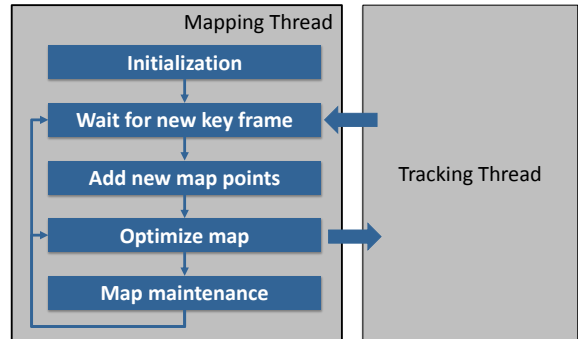 Mapping Thread
Initialization
Wait for new key frame
Add new map points
Optimize map
Map maintenance
Tracking Thread